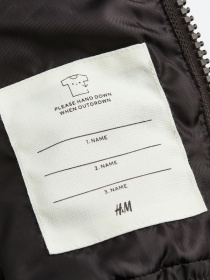 PLEASE HAND DOWN
WHEN OUTGROWN
1. NAME
2. NAME
3. NAME
H&M